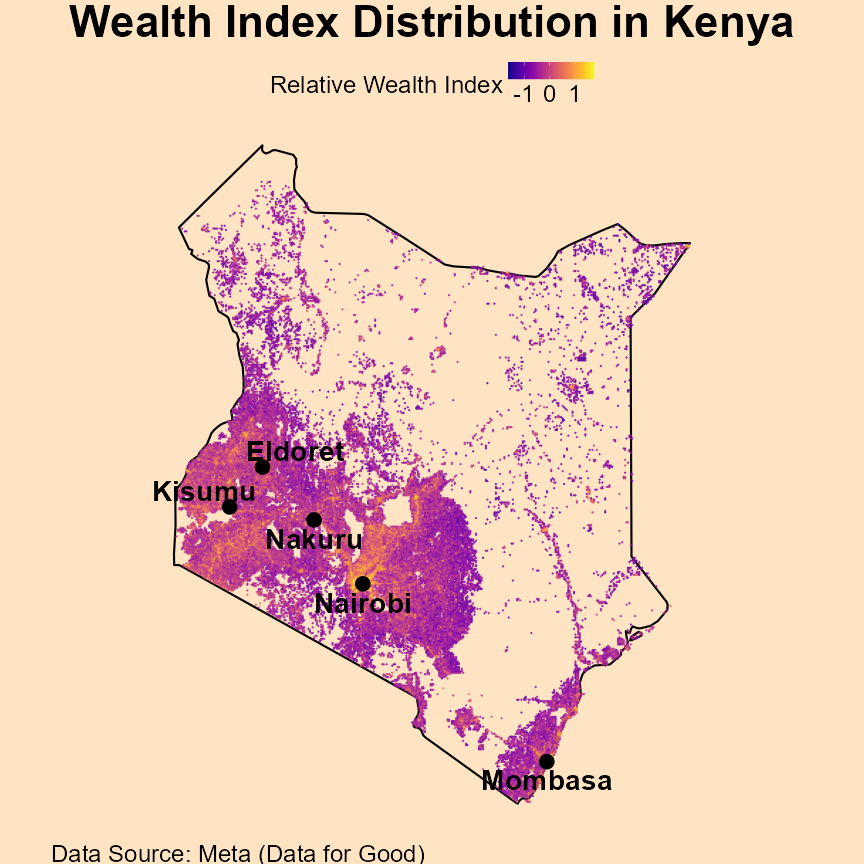 Wealth Index Distribution in Kenya
Relative Wealth Index
-1 0 1
Eldoret
Kisumu
Nakuru
Nairobi
Mombasa
Data Source: Meta (Data for Good)